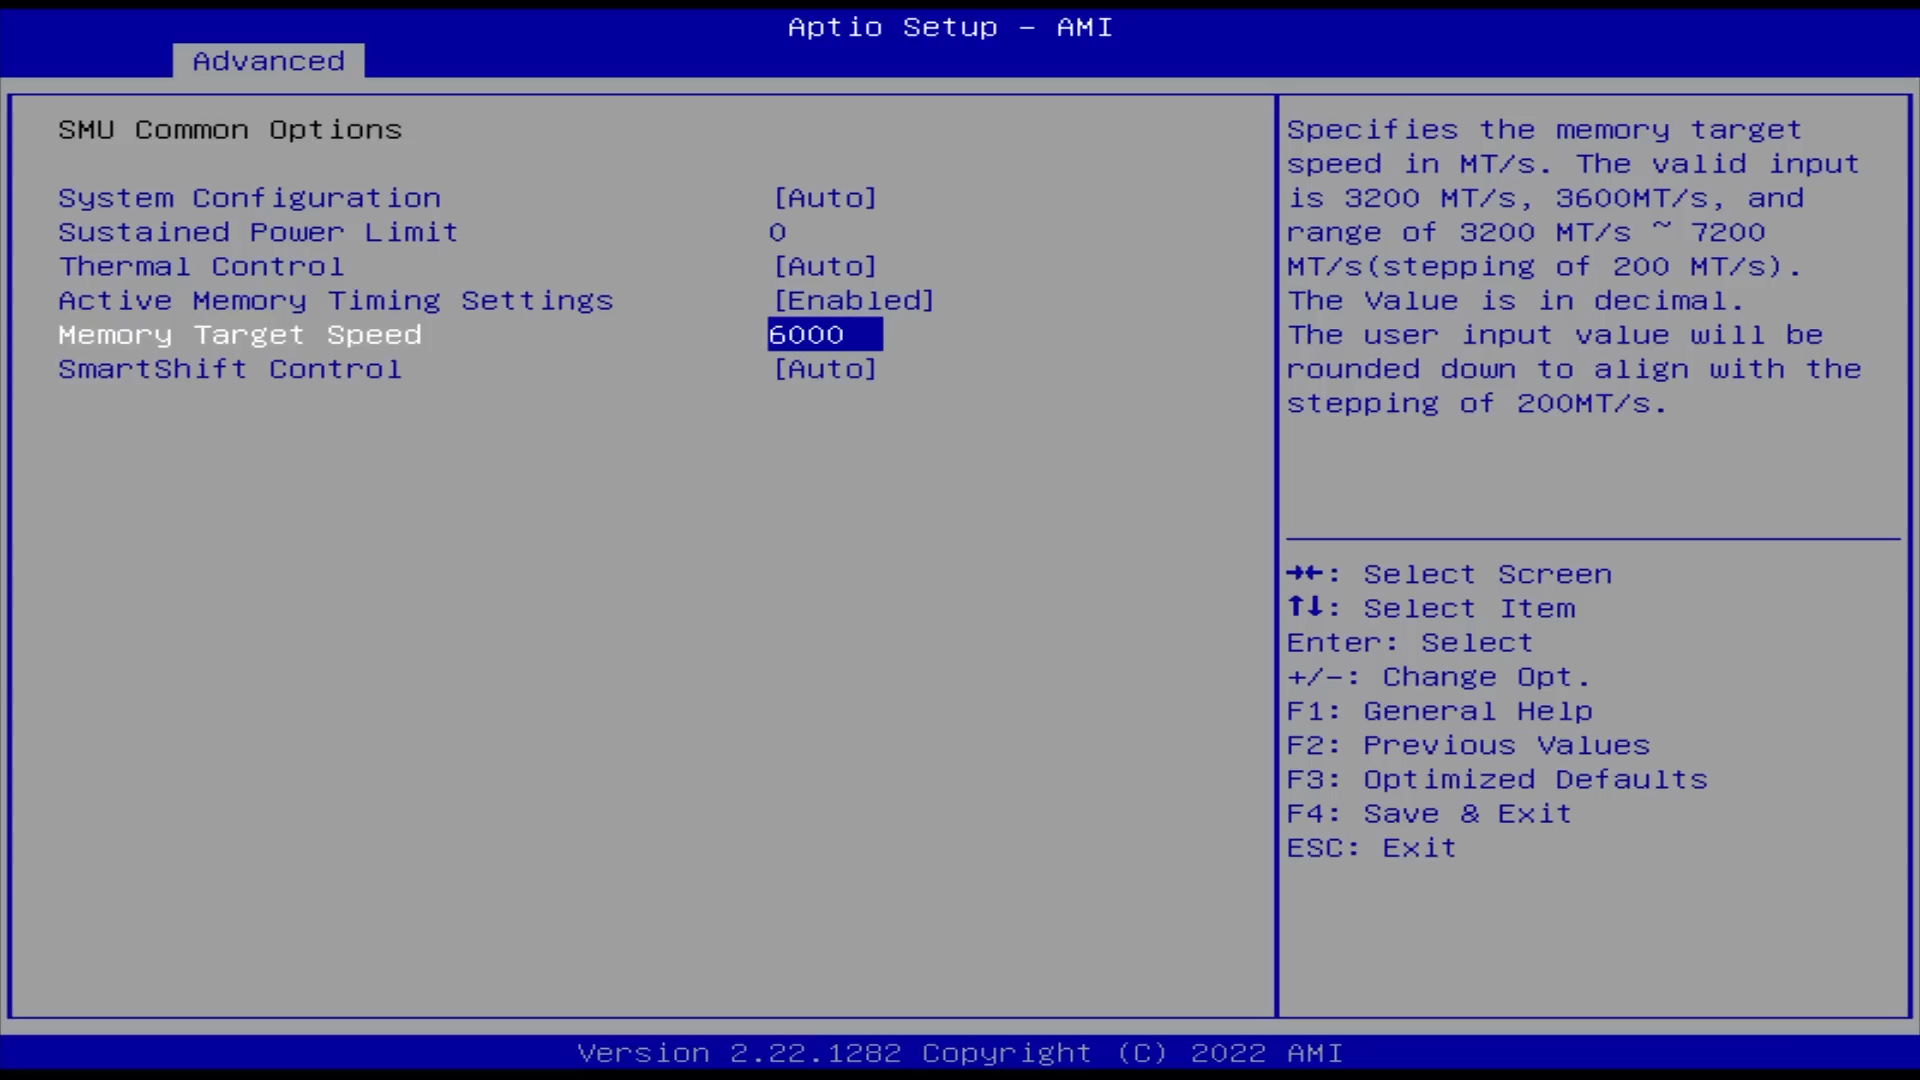 Aptio Setup - AMI
Advanced
SMU Common Options
System Configuration [Auto]
Sustained Power Limit 0
Thermal Control [Auto]
Active Memory Timing Settings [Enabled]
Memory Target Speed 6000
SmartShift Control [Auto]
Specifies the memory target
speed in MT/s. The valid input
is 3200 MT/s, 3600MT/s, and
range of 3200 MT/s ~ 7200
MT/s(stepping of 200 MT/s).
The Value is in decimal.
The user input value will be
rounded down to align with the
stepping of 200MT/s.
→←: Select Screen
↑↓: Select Item
Enter: Select
+/-: Change Opt.
F1: General Help
F2: Previous Values
F3: Optimized Defaults
F4: Save & Exit
ESC: Exit
Version 2.22.1282 Copyright (C) 2022 AMI